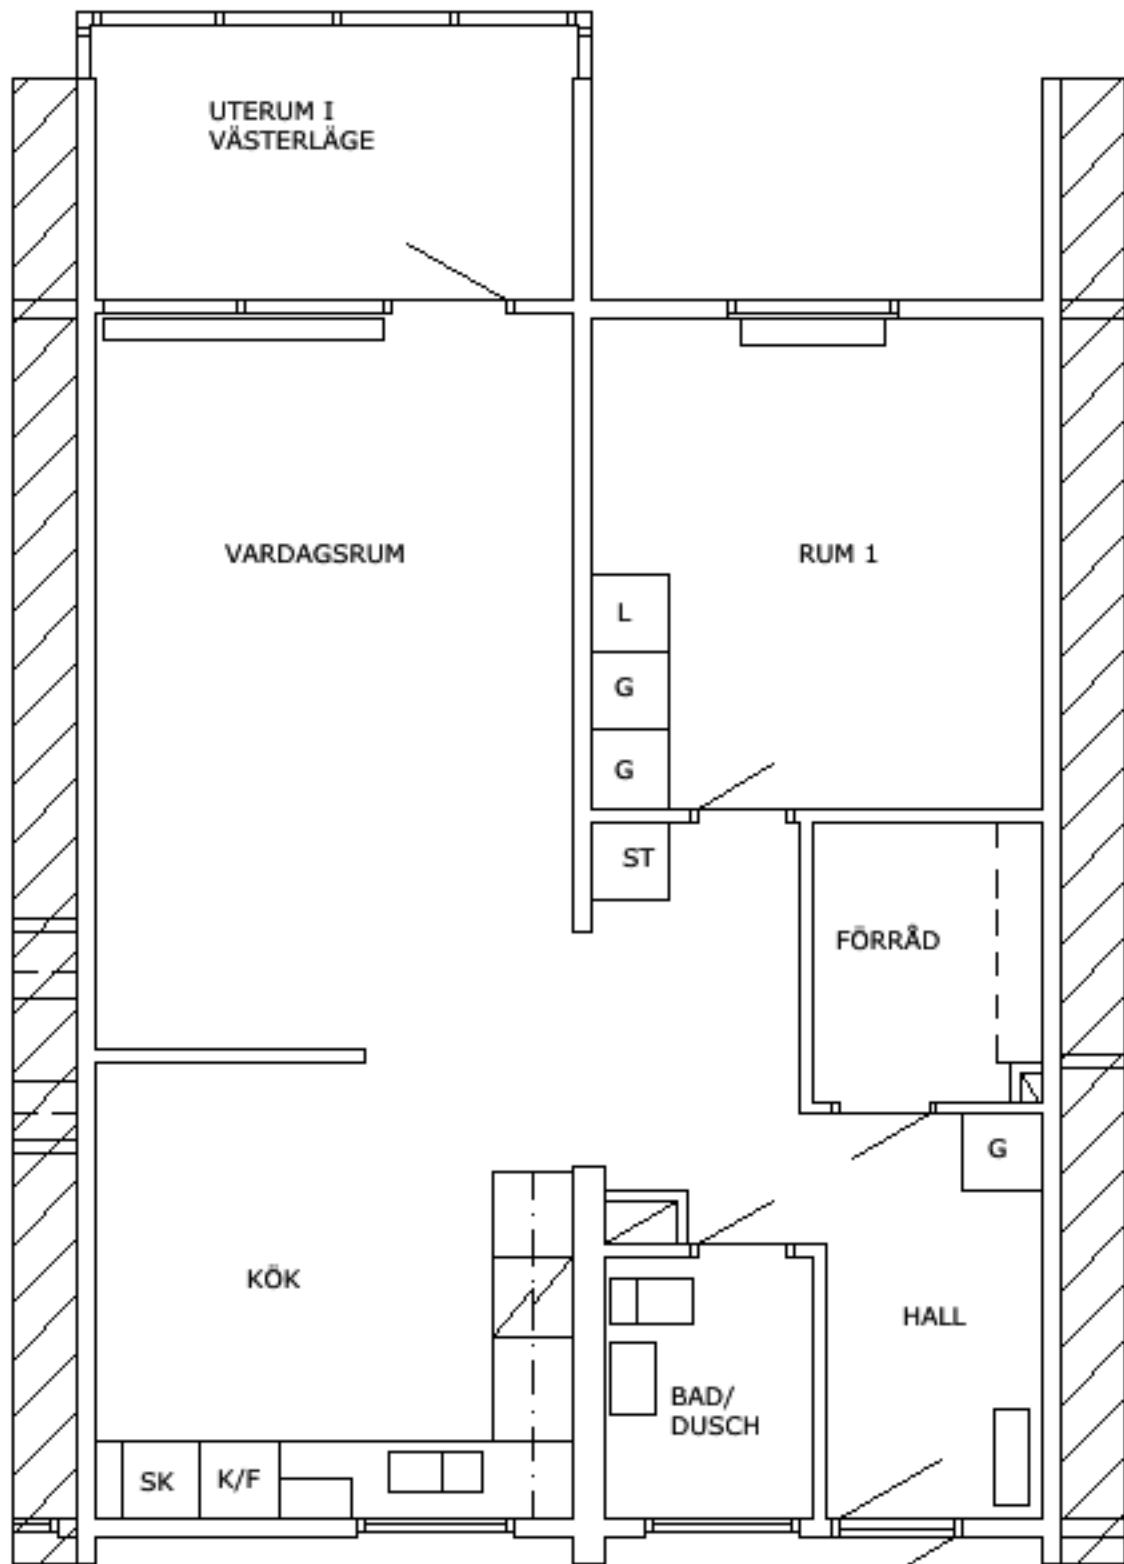 UTERUM I
VÄSTERLÄGE
VARDAGSRUM
RUM 1
L
G
G
ST
FÖRRÅD
G
KÖK
HALL
BAD/
DUSCH
SK
K/F